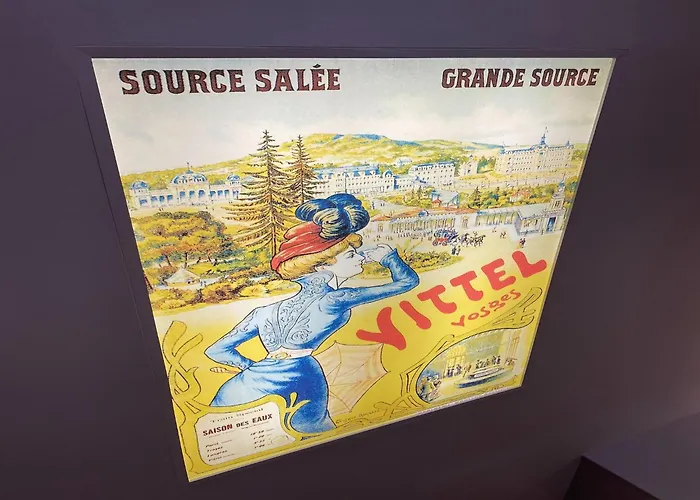 SOURCE SALÉE
GRANDE SOURCE
VITTEL
VOSGES
SAISON DES EAUX